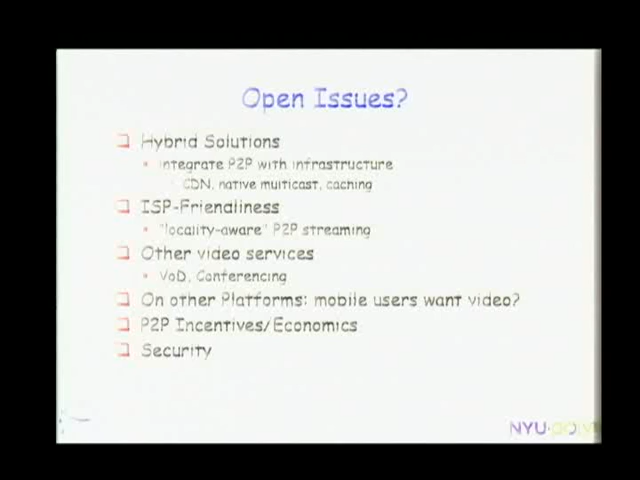 Open Issues?
Hybrid Solutions
Integrate P2P with infrastructure
CDN, native multicast, caching
ISP-Friendliness
"locality-aware" P2P streaming
Other video services
VoD, Conferencing
On other Platforms: mobile users want video?
P2P Incentives/Economics
Security
NYU·poly